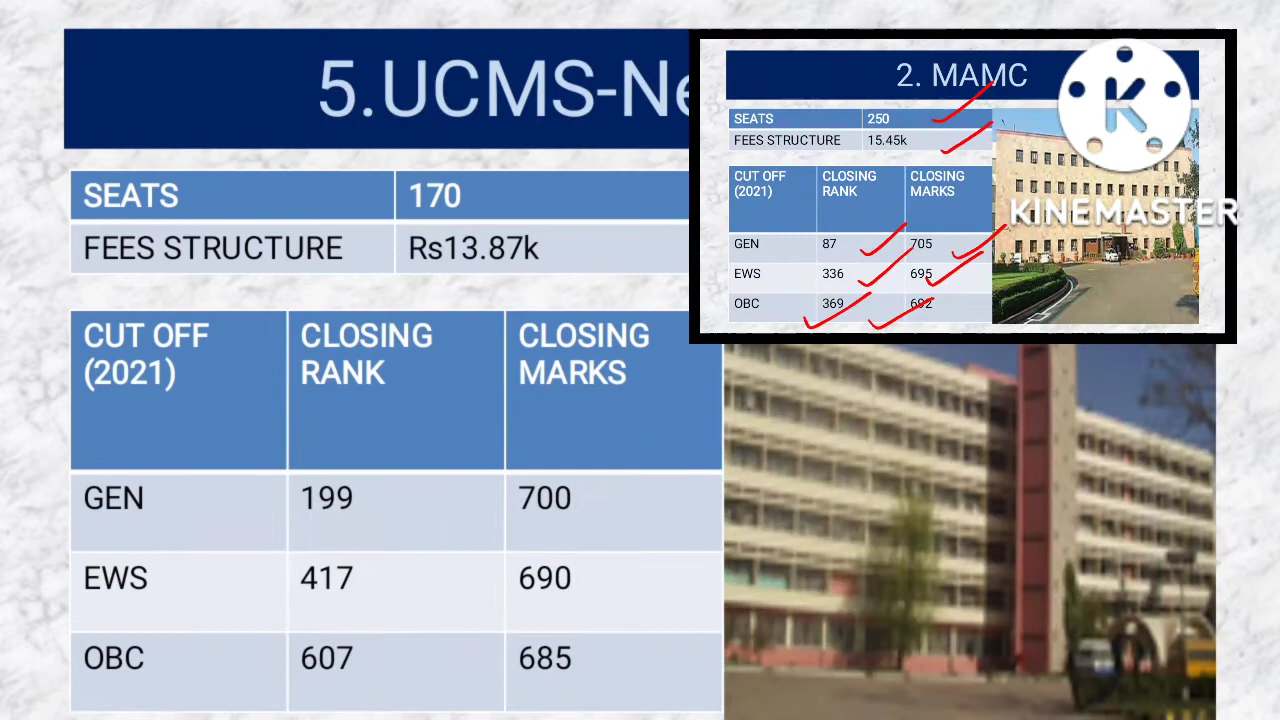 5.UCMS-Ne
SEATS 170
FEES STRUCTURE Rs13.87k
CUT OFF (2021) CLOSING RANK CLOSING MARKS
GEN 199 700
EWS 417 690
OBC 607 685
2. MAMC
SEATS 250
FEES STRUCTURE 15.45k
CUT OFF (2021) CLOSING RANK CLOSING MARKS
GEN 87 705
EWS 336 695
OBC 369 692
K
KINEMASTER